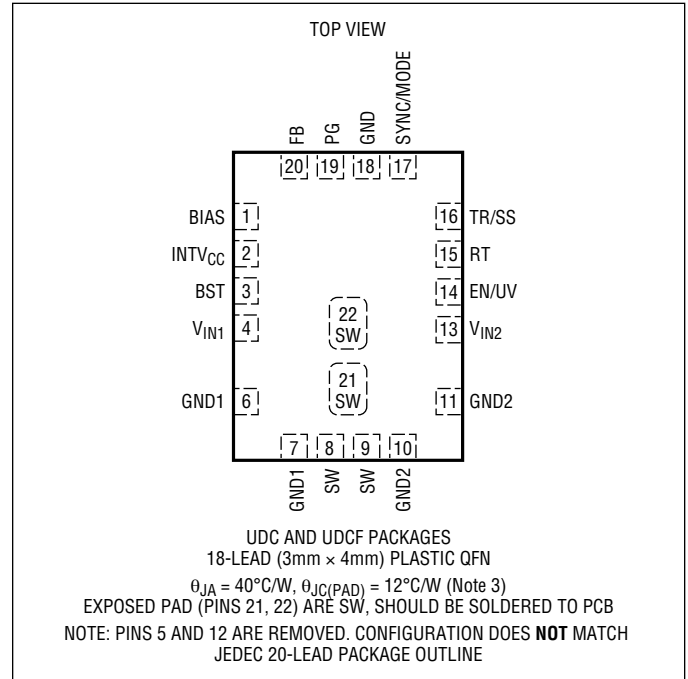 TOP VIEW
FB
PG
GND
SYNC/MODE
20
19
18
17
BIAS 1
16 TR/SS
INTVCC 2
15 RT
BST 3
14 EN/UV
VIN1 4
13 VIN2
22
SW
21
SW
GND1 6
11 GND2
7
8
9
10
GND1
SW
SW
GND2
UDC AND UDCF PACKAGES
18-LEAD (3mm × 4mm) PLASTIC QFN
θJA = 40°C/W, θJC(PAD) = 12°C/W (Note 3)
EXPOSED PAD (PINS 21, 22) ARE SW, SHOULD BE SOLDERED TO PCB
NOTE: PINS 5 AND 12 ARE REMOVED. CONFIGURATION DOES NOT MATCH
JEDEC 20-LEAD PACKAGE OUTLINE